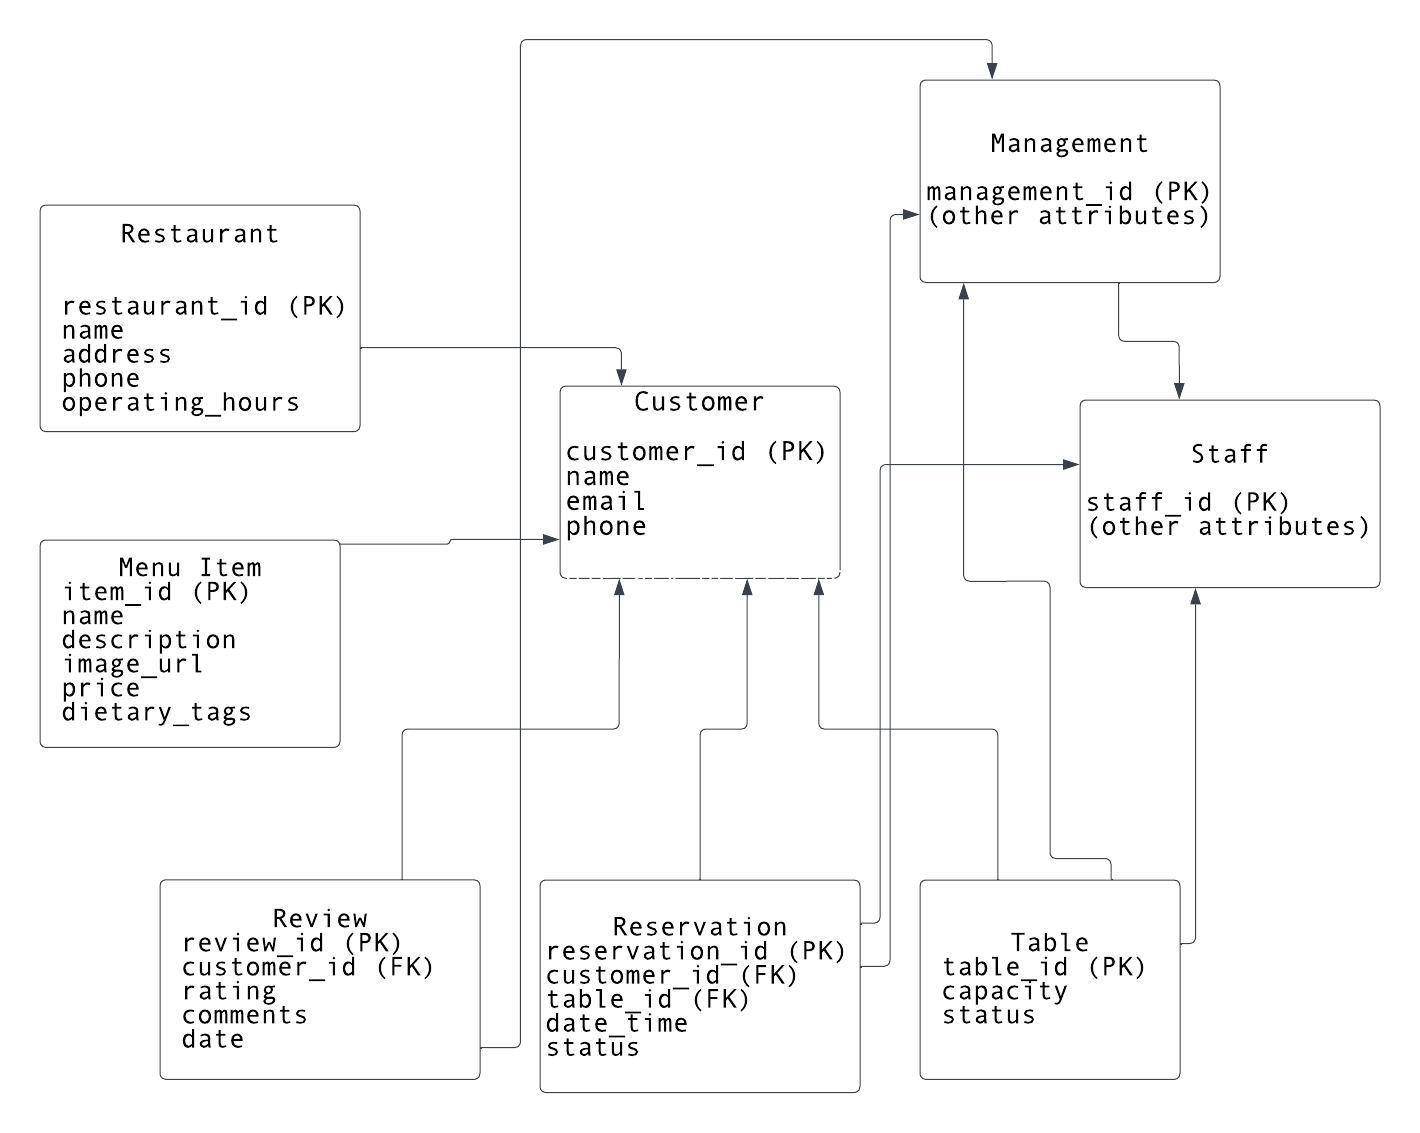 Management
management_id (PK)
(other attributes)
Restaurant
restaurant_id (PK)
name
address
phone
operating_hours
Customer
customer_id (PK)
name
email
phone
Staff
staff_id (PK)
(other attributes)
Menu Item
item_id (PK)
name
description
image_url
price
dietary_tags
Review
review_id (PK)
customer_id (FK)
rating
comments
date
Reservation
reservation_id (PK)
customer_id (FK)
table_id (FK)
date_time
status
Table
table_id (PK)
capacity
status